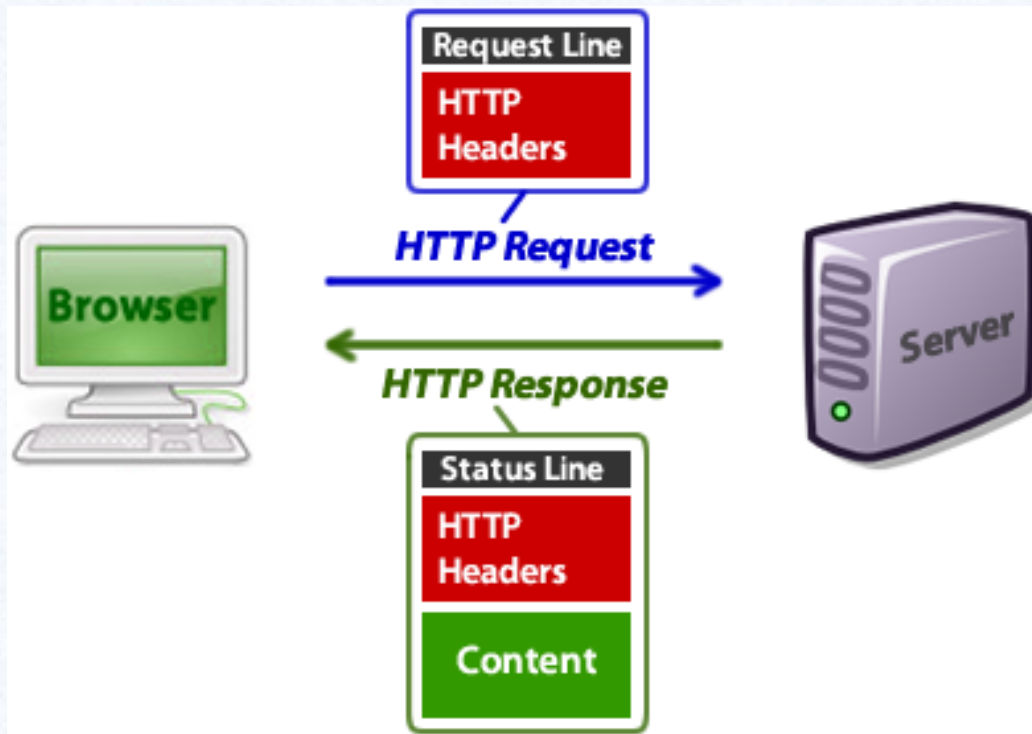 Request Line
HTTP
Headers
HTTP Request
Browser
Server
HTTP Response
Status Line
HTTP
Headers
Content